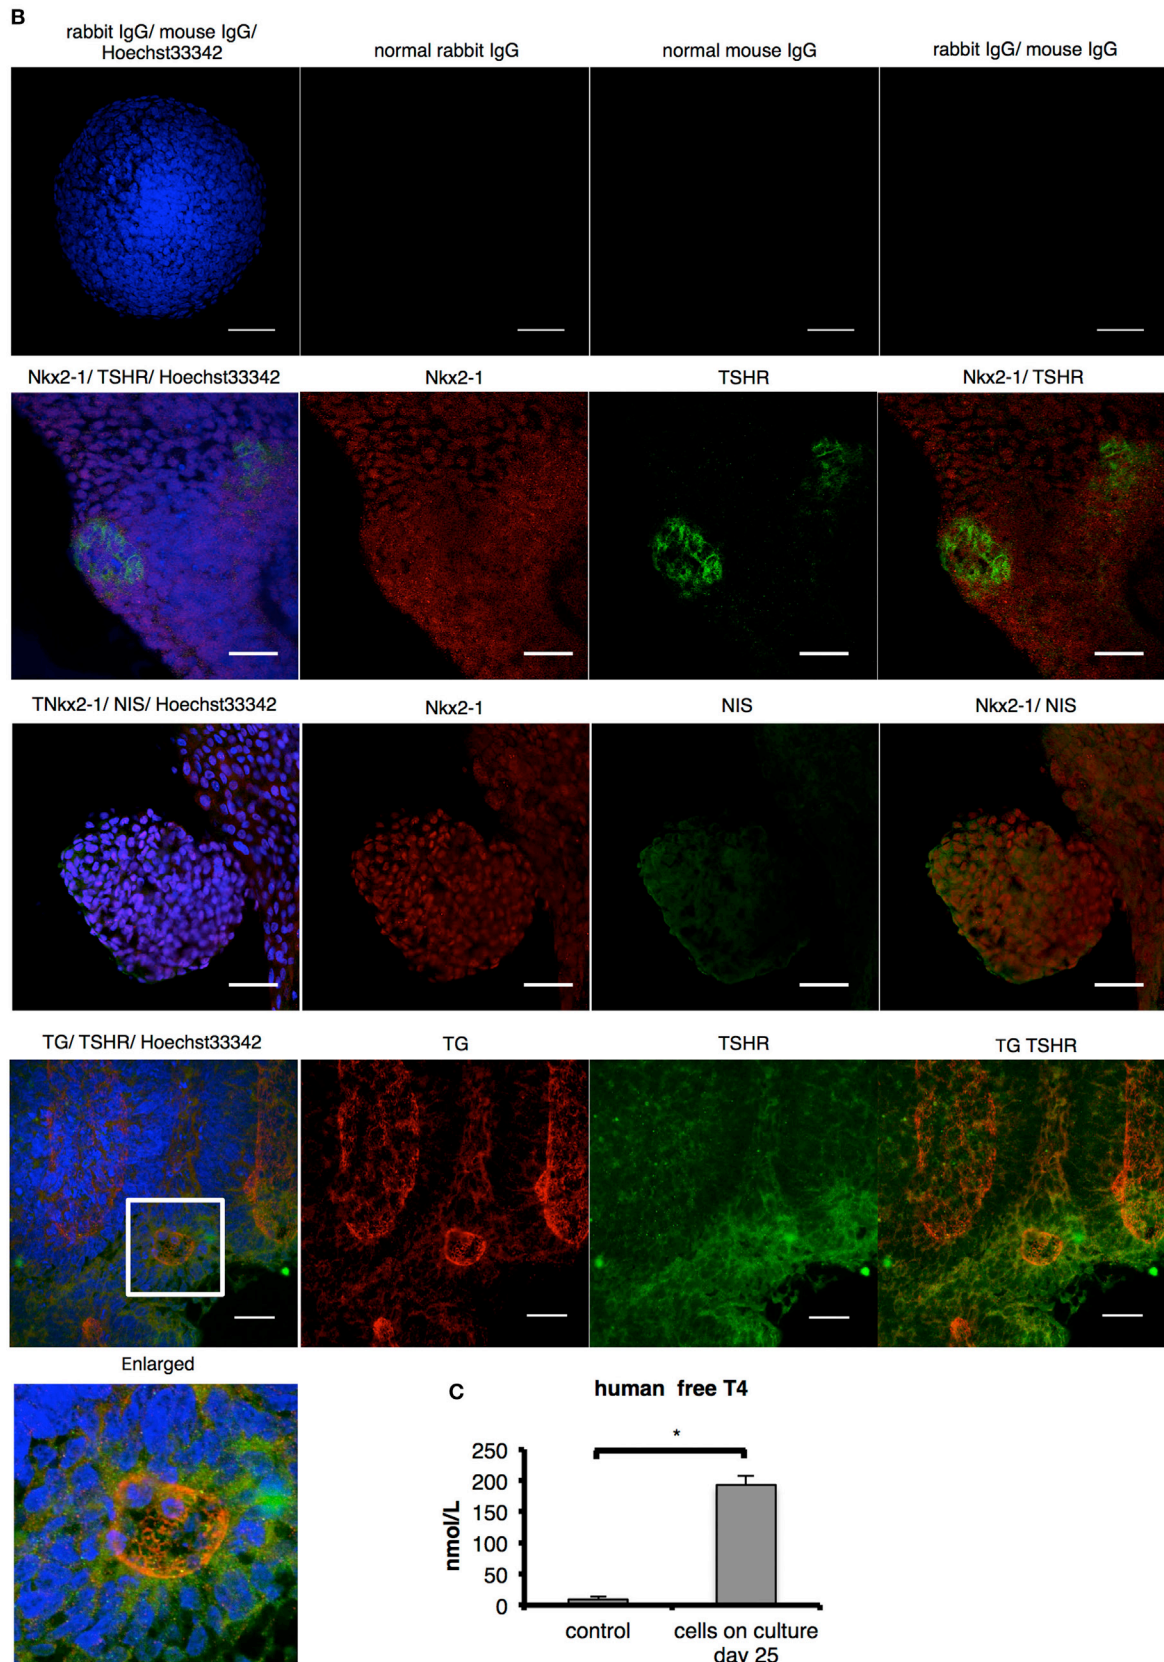 B
rabbit IgG/ mouse IgG/
Hoechst33342
normal rabbit IgG
normal mouse IgG
rabbit IgG/ mouse IgG
Nkx2-1/ TSHR/ Hoechst33342
Nkx2-1
TSHR
Nkx2-1/ TSHR
TNkx2-1/ NIS/ Hoechst33342
Nkx2-1
NIS
Nkx2-1/ NIS
TG/ TSHR/ Hoechst33342
TG
TSHR
TG TSHR
Enlarged
C
human free T4
*
250
200
150
100
50
0
nmol/L
control
cells on culture
day 25